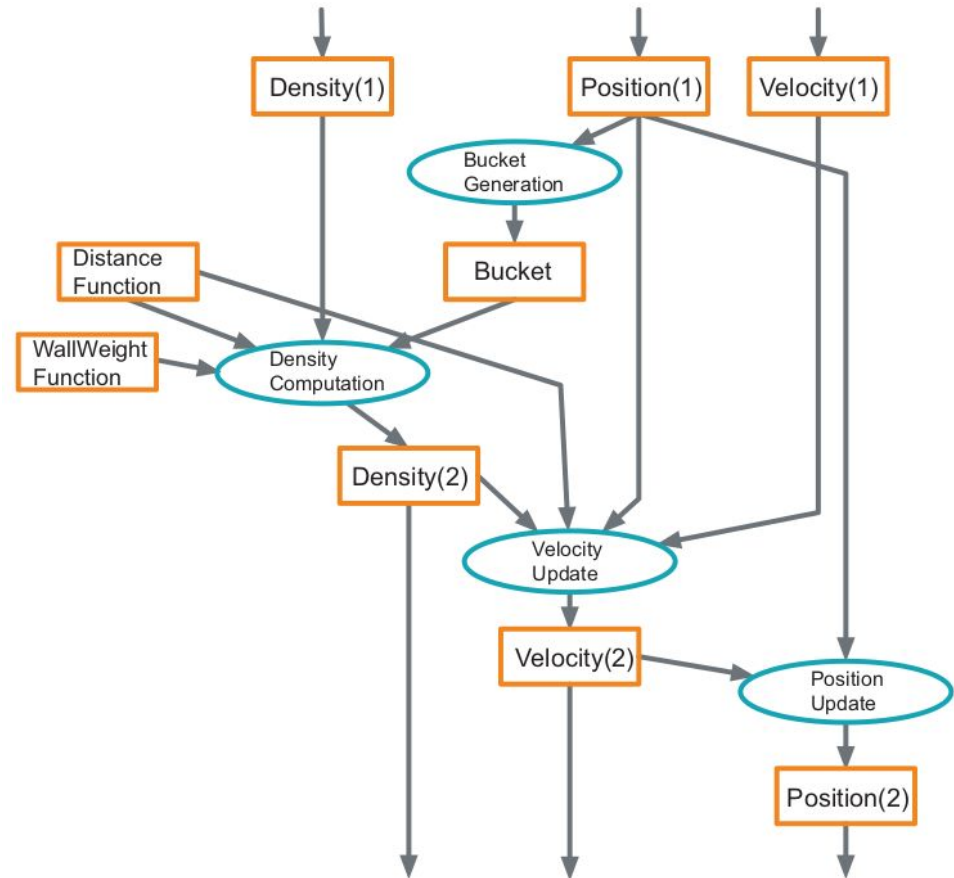 Density(1)
Position(1)
Velocity(1)
Bucket
Generation
Distance
Function
Bucket
WallWeight
Function
Density
Computation
Density(2)
Velocity
Update
Velocity(2)
Position
Update
Position(2)